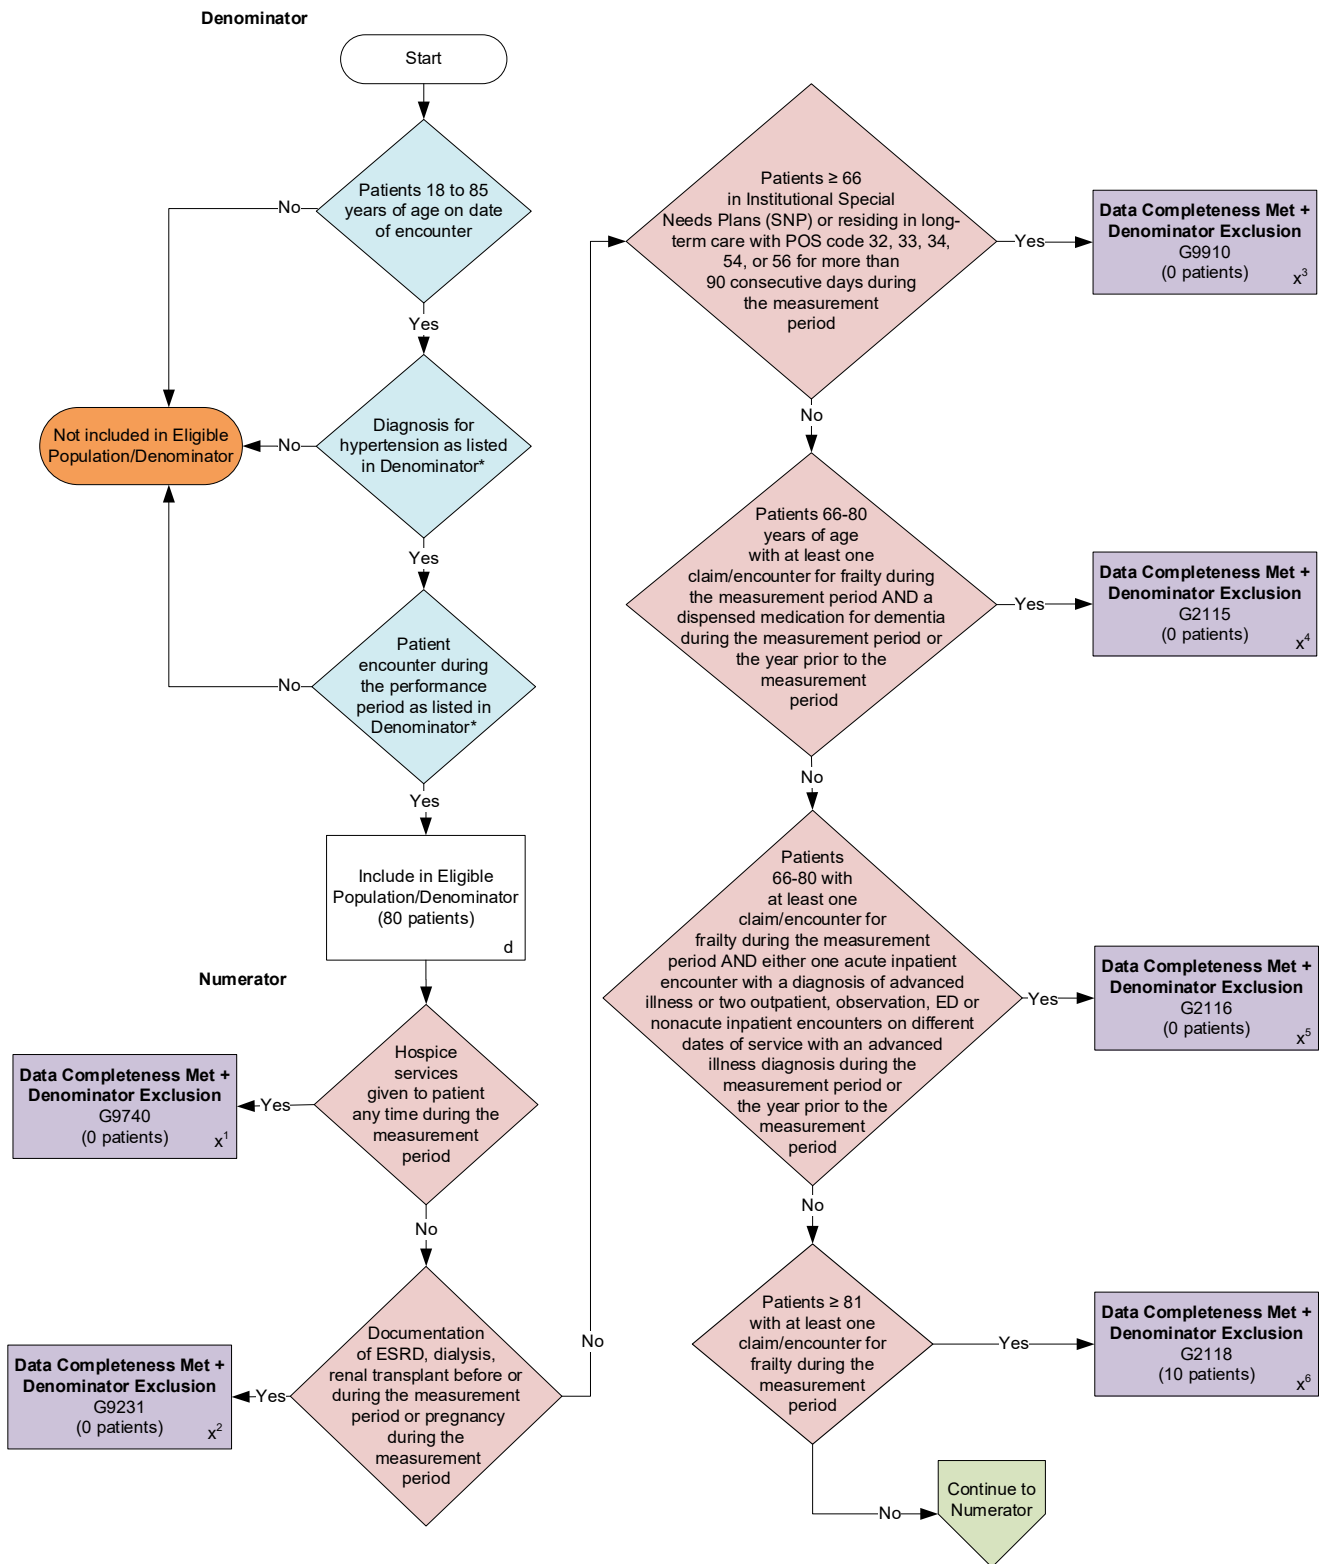 Denominator
Start
Patients 18 to 85
years of age on date
of encounter
No
Yes
Diagnosis for
hypertension as listed
in Denominator*
No
Not included in Eligible
Population/Denominator
Yes
Patient
encounter during
the performance
period as listed in
Denominator*
No
Yes
Include in Eligible
Population/Denominator
(80 patients)
d
Numerator
Hospice
services
given to patient
any time during the
measurement
period
Yes
Data Completeness Met +
Denominator Exclusion
G9740
(0 patients)
x¹
No
Documentation
of ESRD, dialysis,
renal transplant before or
during the measurement
period or pregnancy
during the
measurement
period
Yes
Data Completeness Met +
Denominator Exclusion
G9231
(0 patients)
x²
No
Patients ≥ 66
in Institutional Special
Needs Plans (SNP) or residing in long-
term care with POS code 32, 33, 34,
54, or 56 for more than
90 consecutive days during
the measurement
period
Yes
Data Completeness Met +
Denominator Exclusion
G9910
(0 patients)
x³
No
Patients 66-80
years of age
with at least one
claim/encounter for frailty during
the measurement period AND a
dispensed medication for dementia
during the measurement period or
the year prior to the
measurement
period
Yes
Data Completeness Met +
Denominator Exclusion
G2115
(0 patients)
x⁴
No
Patients
66-80 with
at least one
claim/encounter for
frailty during the measurement
period AND either one acute inpatient
encounter with a diagnosis of advanced
illness or two outpatient, observation, ED or
nonacute inpatient encounters on different
dates of service with an advanced
illness diagnosis during the
measurement period or
the year prior to the
measurement
period
Yes
Data Completeness Met +
Denominator Exclusion
G2116
(0 patients)
x⁵
No
Patients ≥ 81
with at least one
claim/encounter for
frailty during the
measurement
period
Yes
Data Completeness Met +
Denominator Exclusion
G2118
(10 patients)
x⁶
No
Continue to
Numerator